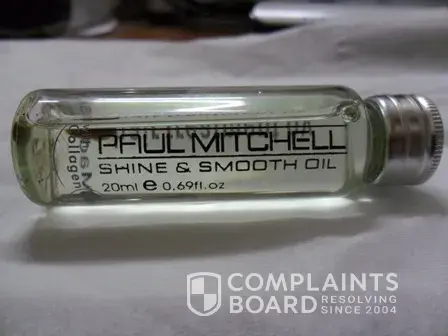 PAUL MITCHELL
SHINE & SMOOTH OIL
20ml e 0.69fl.oz
Collagen
COMPLAINTS
BOARD RESOLVING
SINCE 2004